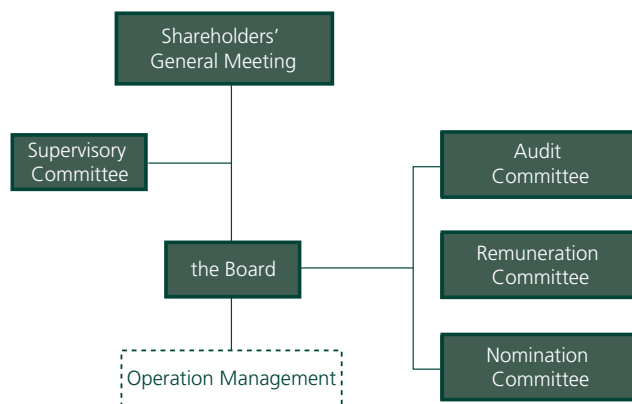 Shareholders'
General Meeting
Supervisory
Committee
Audit
Committee
the Board
Remuneration
Committee
Operation Management
Nomination
Committee